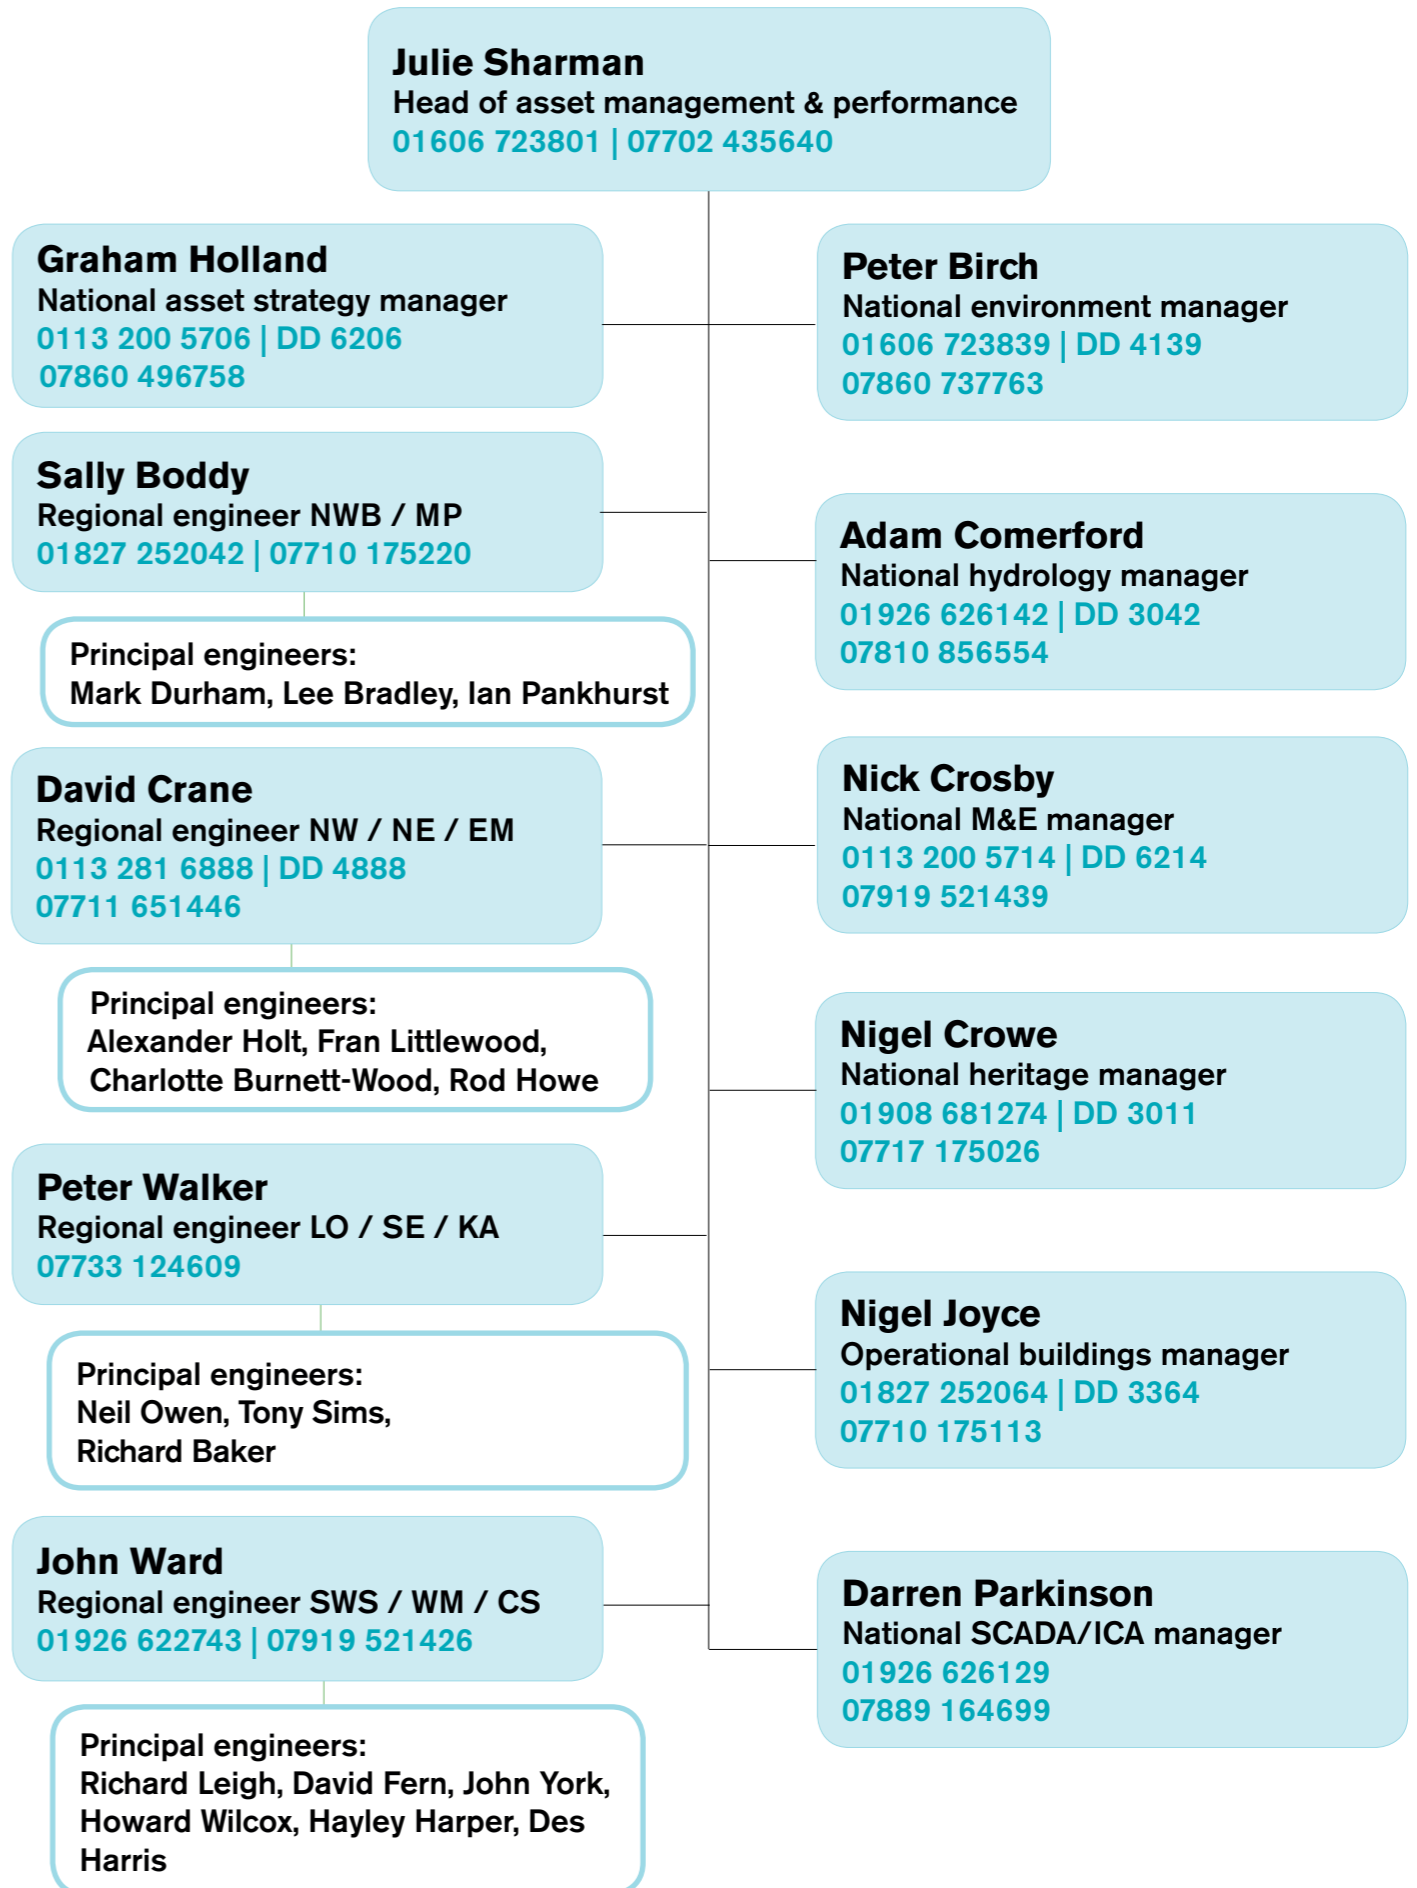 Julie Sharman
Head of asset management & performance
01606 723801 | 07702 435640
Graham Holland
National asset strategy manager
0113 200 5706 | DD 6206
07860 496758
Sally Boddy
Regional engineer NWB / MP
01827 252042 | 07710 175220
Principal engineers:
Mark Durham, Lee Bradley, Ian Pankhurst
David Crane
Regional engineer NW / NE / EM
0113 281 6888 | DD 4888
07711 651446
Principal engineers:
Alexander Holt, Fran Littlewood,
Charlotte Burnett-Wood, Rod Howe
Peter Walker
Regional engineer LO / SE / KA
07733 124609
Principal engineers:
Neil Owen, Tony Sims,
Richard Baker
John Ward
Regional engineer SWS / WM / CS
01926 622743 | 07919 521426
Principal engineers:
Richard Leigh, David Fern, John York,
Howard Wilcox, Hayley Harper, Des
Harris
Peter Birch
National environment manager
01606 723839 | DD 4139
07860 737763
Adam Comerford
National hydrology manager
01926 626142 | DD 3042
07810 856554
Nick Crosby
National M&E manager
0113 200 5714 | DD 6214
07919 521439
Nigel Crowe
National heritage manager
01908 681274 | DD 3011
07717 175026
Nigel Joyce
Operational buildings manager
01827 252064 | DD 3364
07710 175113
Darren Parkinson
National SCADA/ICA manager
01926 626129
07889 164699